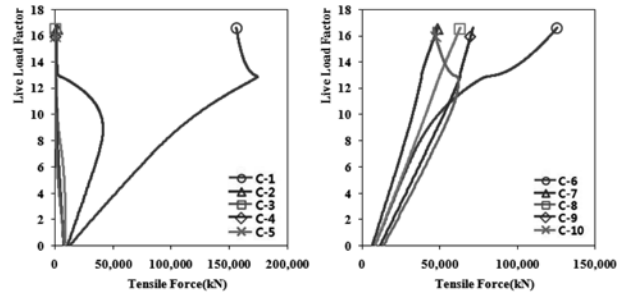 18
16
14
12
10
8
6
4
2
0
Live Load Factor
C-1
C-2
C-3
C-4
C-5
0
50,000
100,000
150,000
200,000
Tensile Force(kN)
18
16
14
12
10
8
6
4
2
0
Live Load Factor
C-6
C-7
C-8
C-9
C-10
0
50,000
100,000
150,000
Tensile Force(kN)